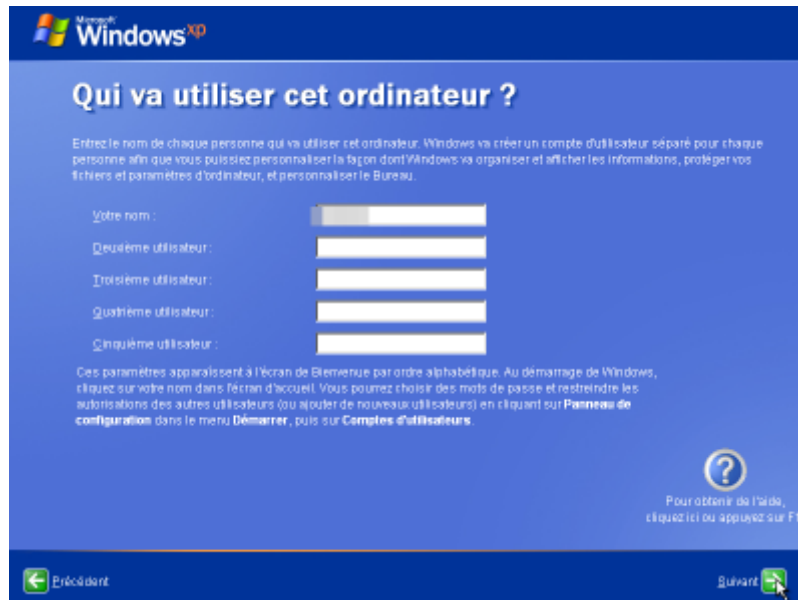 Microsoft
Windows xp
Qui va utiliser cet ordinateur ?
Entrez le nom de chaque personne qui va utiliser cet ordinateur. Windows va créer un compte d'utilisateur séparé pour chaque
personne afin que vous puissiez personnaliser la façon dont Windows va organiser et afficher les informations, protéger vos
fichiers et paramètres d'ordinateur, et personnaliser le Bureau.
Votre nom :
Deuxième utilisateur :
Troisième utilisateur :
Quatrième utilisateur :
Cinquième utilisateur :
Ces paramètres apparaîssent à l'écran de Bienvenue par ordre alphabétique. Au démarrage de Windows,
cliquez sur votre nom dans l'écran d'accueil. Vous pourrez choisir des mots de passe et restreindre les
autorisations des autres utilisateurs (ou ajouter de nouveaux utilisateurs) en cliquant sur Panneau de
configuration dans le menu Démarrer, puis sur Comptes d'utilisateurs.
Pour obtenir de l'aide,
cliquez ici ou appuyez sur F1
Précédent
Suivant